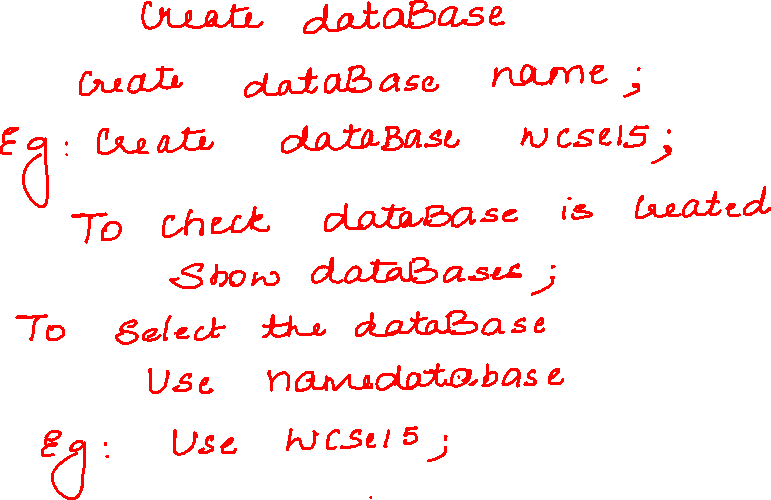 Create dataBase
Create dataBase name;
Eg: Create dataBase WCSE15;
To check dataBase is Created
Show dataBases;
To Select the dataBase
Use namedatabase
Eg: Use WCSE15;